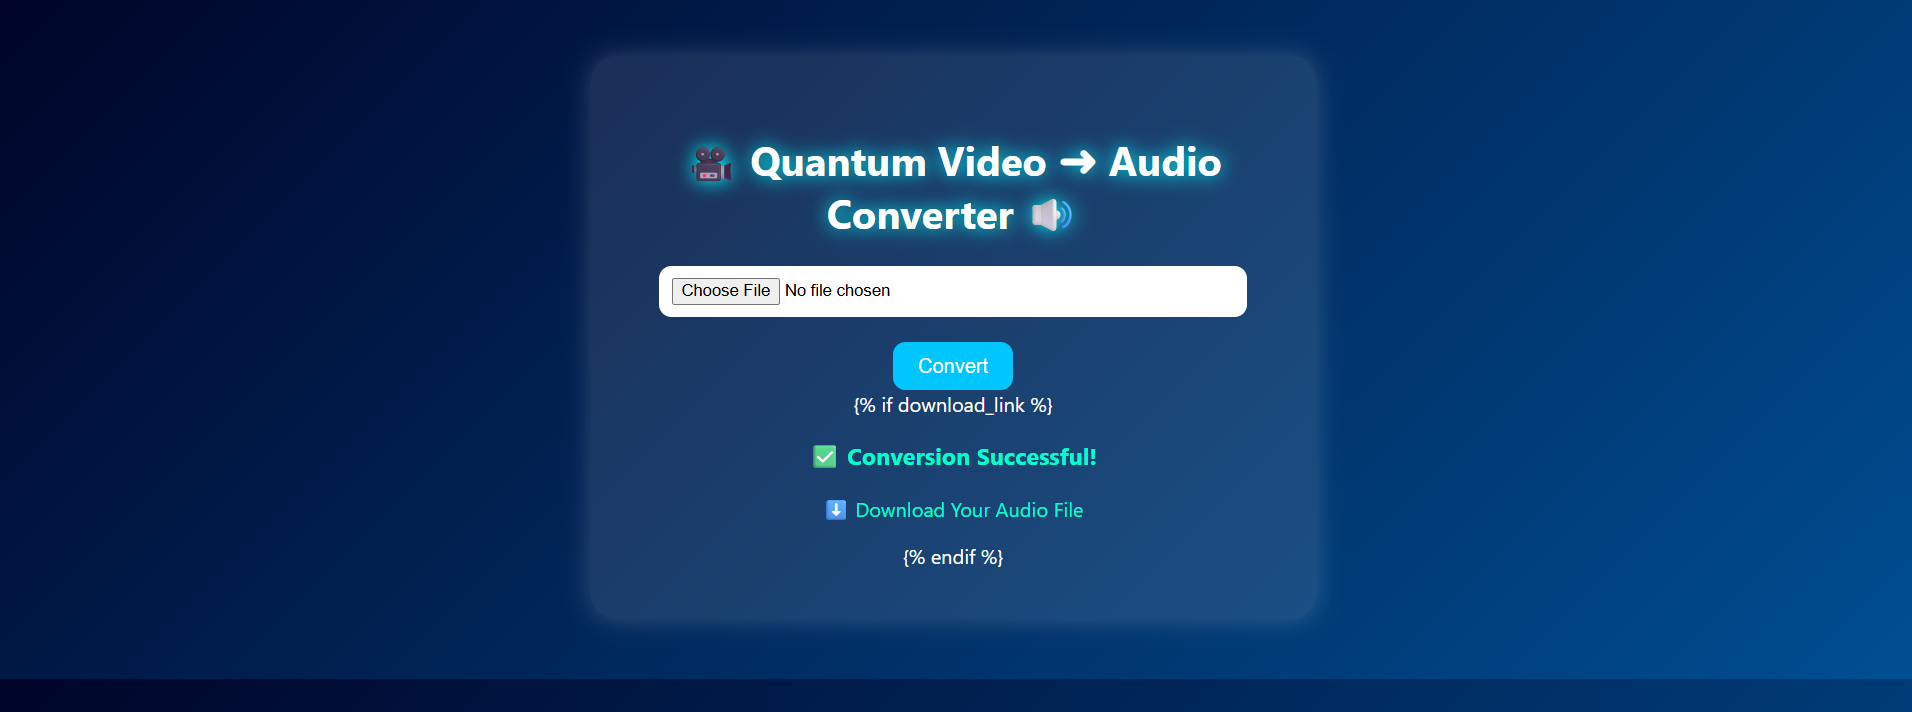 🎥 Quantum Video ➜ Audio
Converter 🔊
Choose File No file chosen
Convert
{% if download_link %}
✅ Conversion Successful!
⬇️ Download Your Audio File
{% endif %}